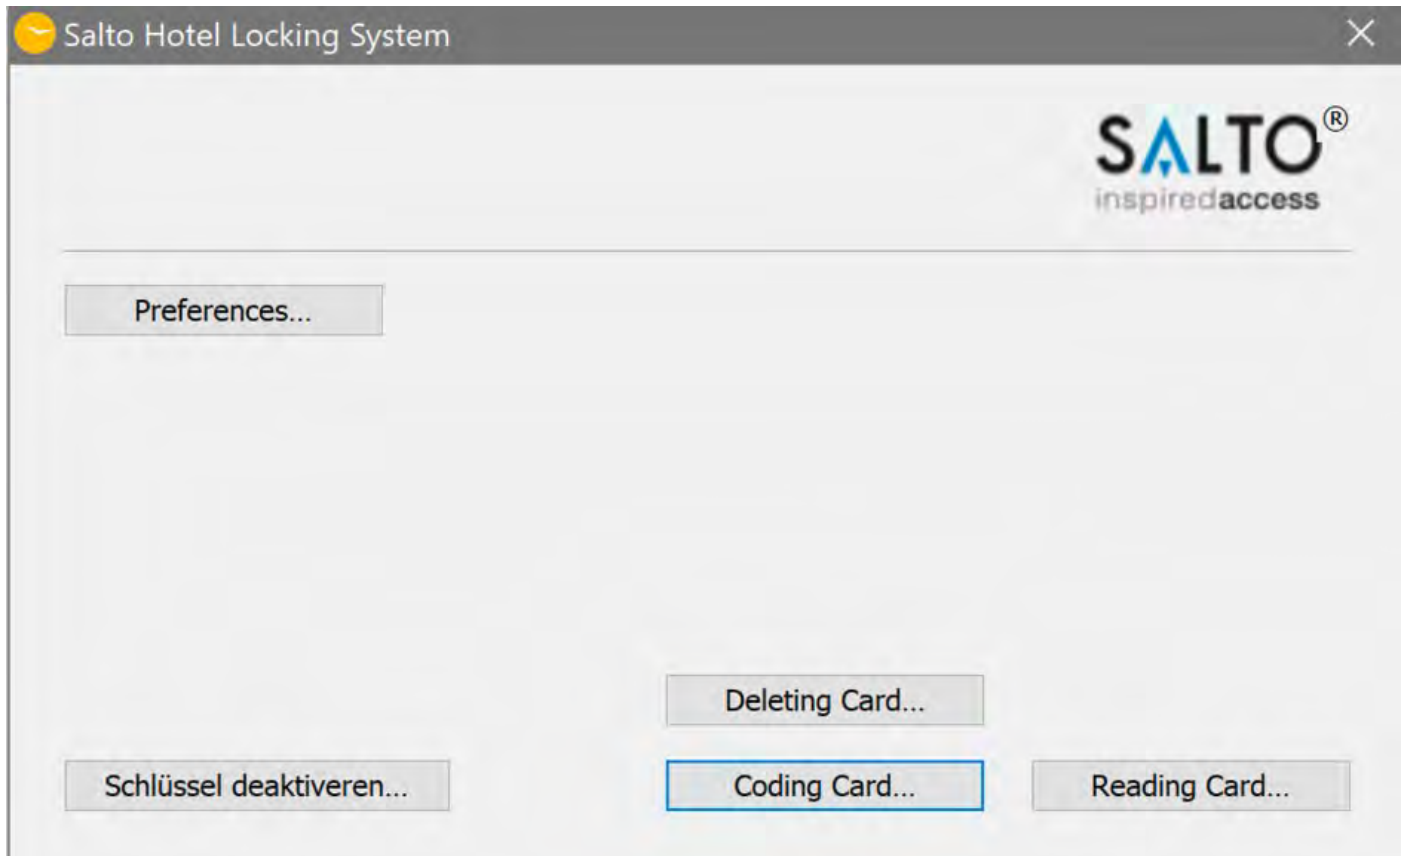 Salto Hotel Locking System
SALTO®
inspiredaccess
Preferences...
Deleting Card...
Schlüssel deaktiveren...
Coding Card...
Reading Card...